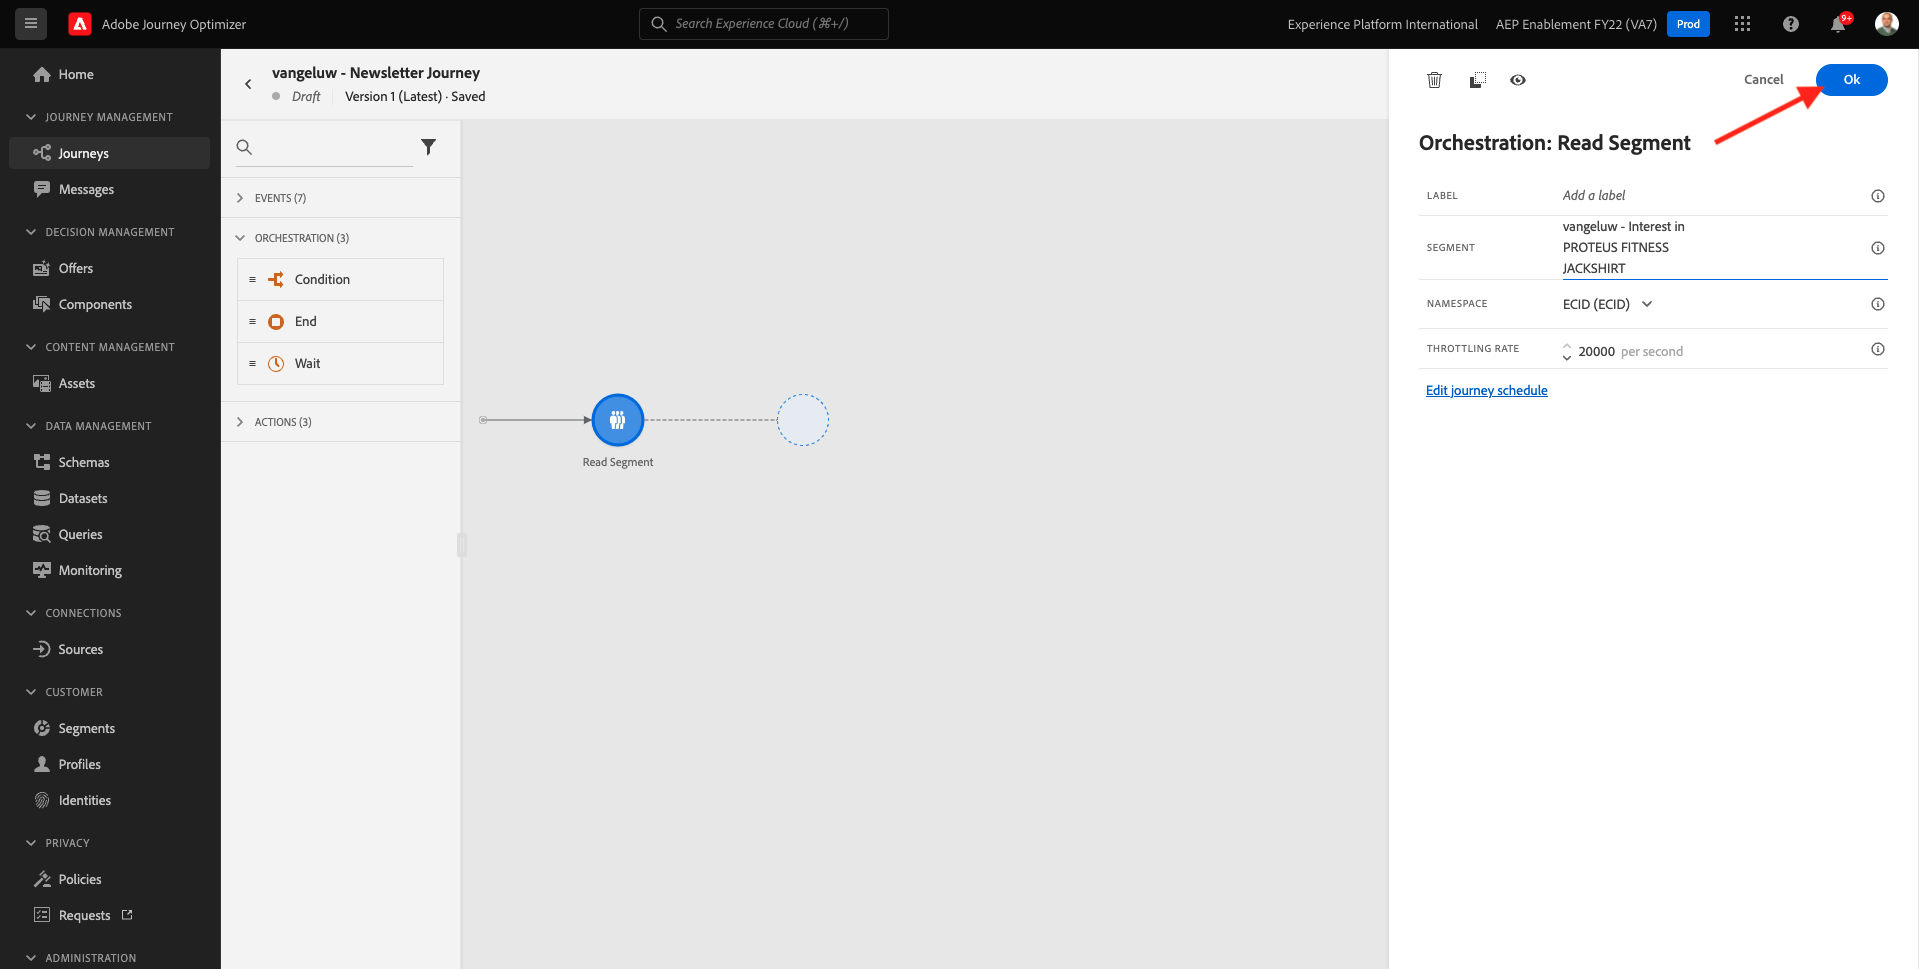 Adobe Journey Optimizer
Search Experience Cloud (⌘+/)
Experience Platform International
AEP Enablement FY22 (VA7)
Prod
9+
Home
JOURNEY MANAGEMENT
Journeys
Messages
DECISION MANAGEMENT
Offers
Components
CONTENT MANAGEMENT
Assets
DATA MANAGEMENT
Schemas
Datasets
Queries
Monitoring
CONNECTIONS
Sources
CUSTOMER
Segments
Profiles
Identities
PRIVACY
Policies
Requests
ADMINISTRATION
vangeluw - Newsletter Journey
Draft
Version 1 (Latest) · Saved
EVENTS (7)
ORCHESTRATION (3)
Condition
End
Wait
ACTIONS (3)
Read Segment
Cancel
Ok
Orchestration: Read Segment
LABEL
Add a label
SEGMENT
vangeluw - Interest in
PROTEUS FITNESS
JACKSHIRT
NAMESPACE
ECID (ECID)
THROTTLING RATE
20000 per second
Edit journey schedule